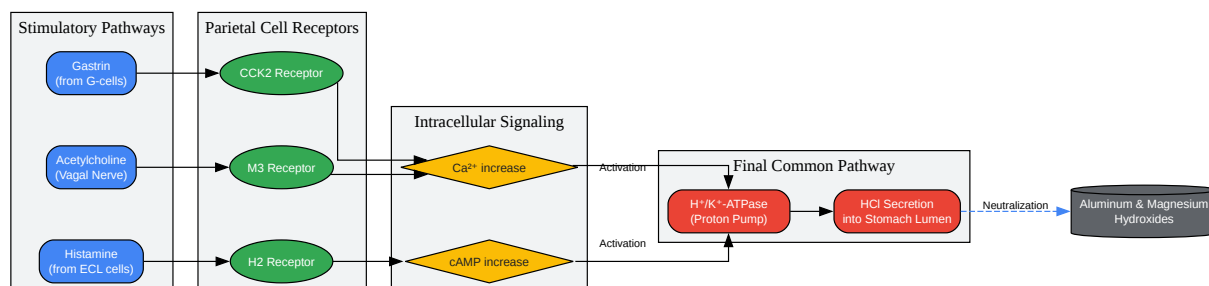 Stimulatory Pathways
Gastrin
(from G-cells)
Acetylcholine
(Vagal Nerve)
Histamine
(from ECL cells)
Parietal Cell Receptors
CCK2 Receptor
M3 Receptor
H2 Receptor
Intracellular Signaling
Ca²⁺ increase
cAMP increase
Activation
Activation
Final Common Pathway
H⁺/K⁺-ATPase
(Proton Pump)
HCl Secretion
into Stomach Lumen
Neutralization
Aluminum & Magnesium
Hydroxides